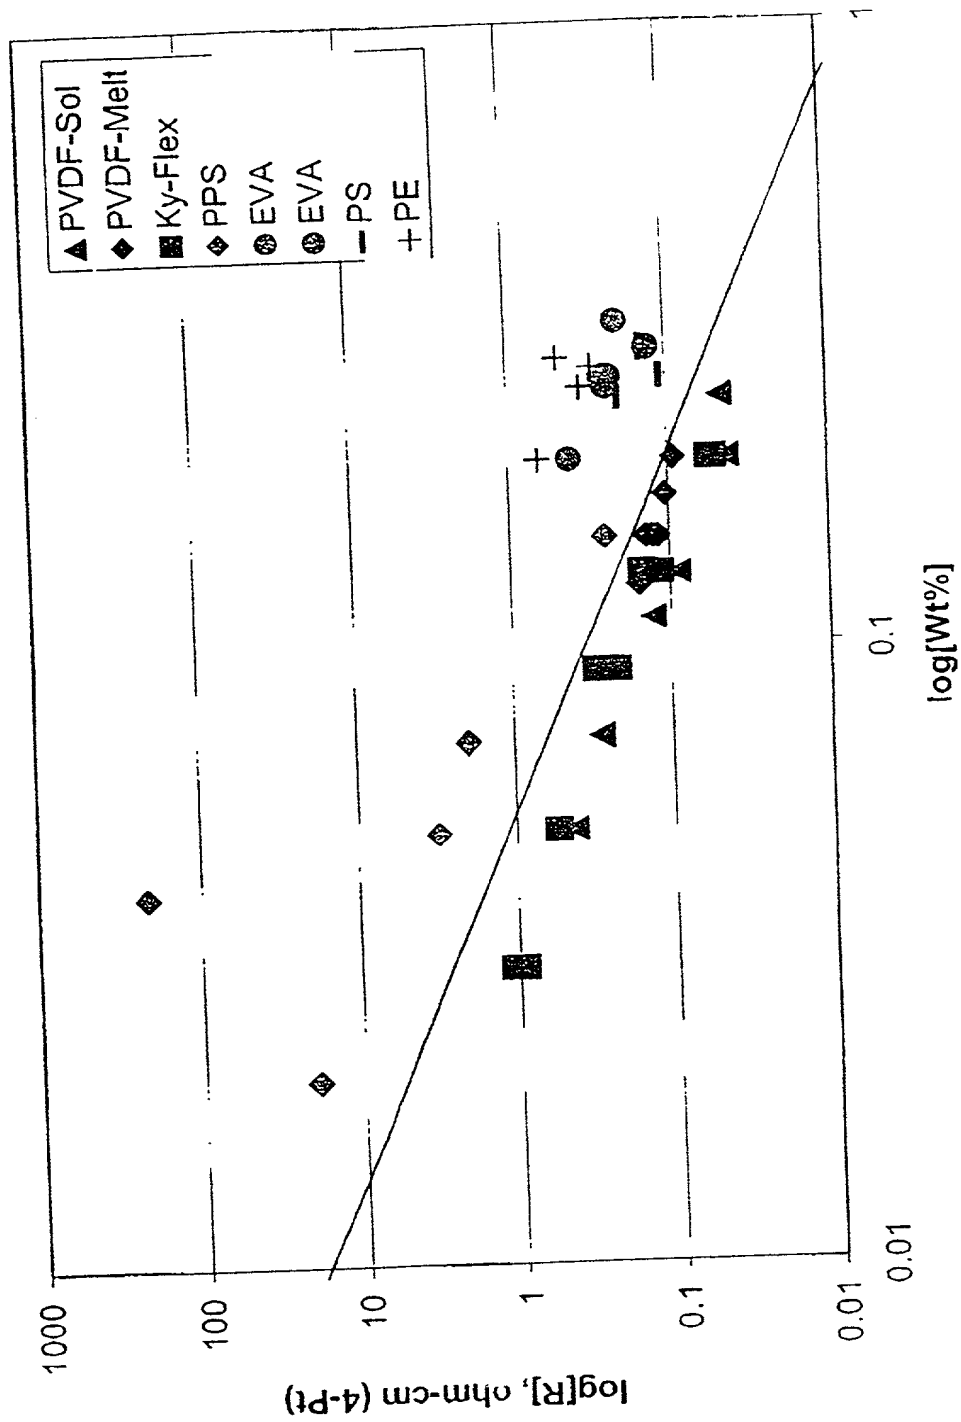 1000
100
10
1
0.1
0.01
log[R], ohm-cm (4-Pt)
0.01
0.1
1
log[Wt%]
PVDF-Sol
PVDF-Melt
Ky-Flex
PPS
EVA
EVA
PS
PE